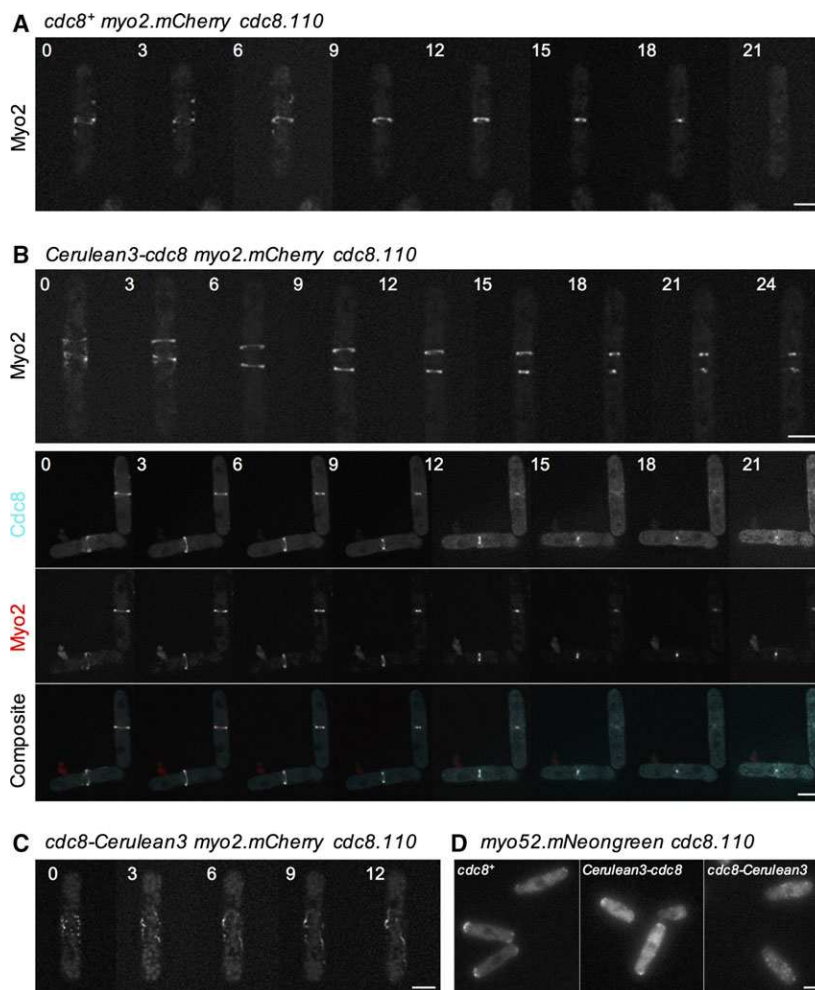 A cdc8+ myo2.mCherry cdc8.110
0 3 6 9 12 15 18 21
Myo2
B Cerulean3-cdc8 myo2.mCherry cdc8.110
0 3 6 9 12 15 18 21 24
Myo2
0 3 6 9 12 15 18 21
Cdc8
Myo2
Composite
C cdc8-Cerulean3 myo2.mCherry cdc8.110
0 3 6 9 12
D myo52.mNeongreen cdc8.110
cdc8+ Cerulean3-cdc8 cdc8-Cerulean3